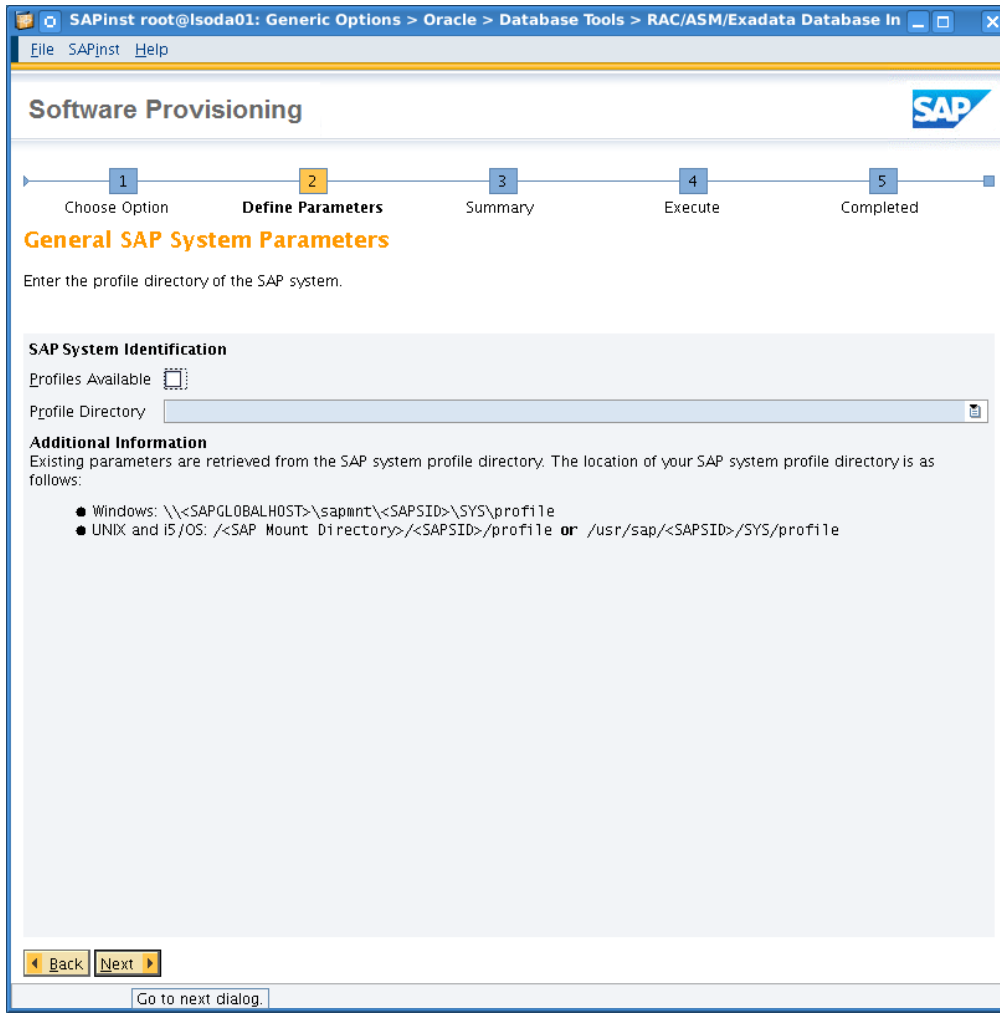 SAPinst root@lsoda01: Generic Options > Oracle > Database Tools > RAC/ASM/Exadata Database In
File SAPinst Help
Software Provisioning
SAP
1 2 3 4 5
Choose Option Define Parameters Summary Execute Completed
General SAP System Parameters
Enter the profile directory of the SAP system.
SAP System Identification
Profiles Available
Profile Directory
Additional Information
Existing parameters are retrieved from the SAP system profile directory. The location of your SAP system profile directory is as
follows:
● Windows: \\<SAPGLOBALHOST>\sapmnt\<SAPSID>\SYS\profile
● UNIX and i5/OS: /<SAP Mount Directory>/<SAPSID>/profile or /usr/sap/<SAPSID>/SYS/profile
Back Next
Go to next dialog.